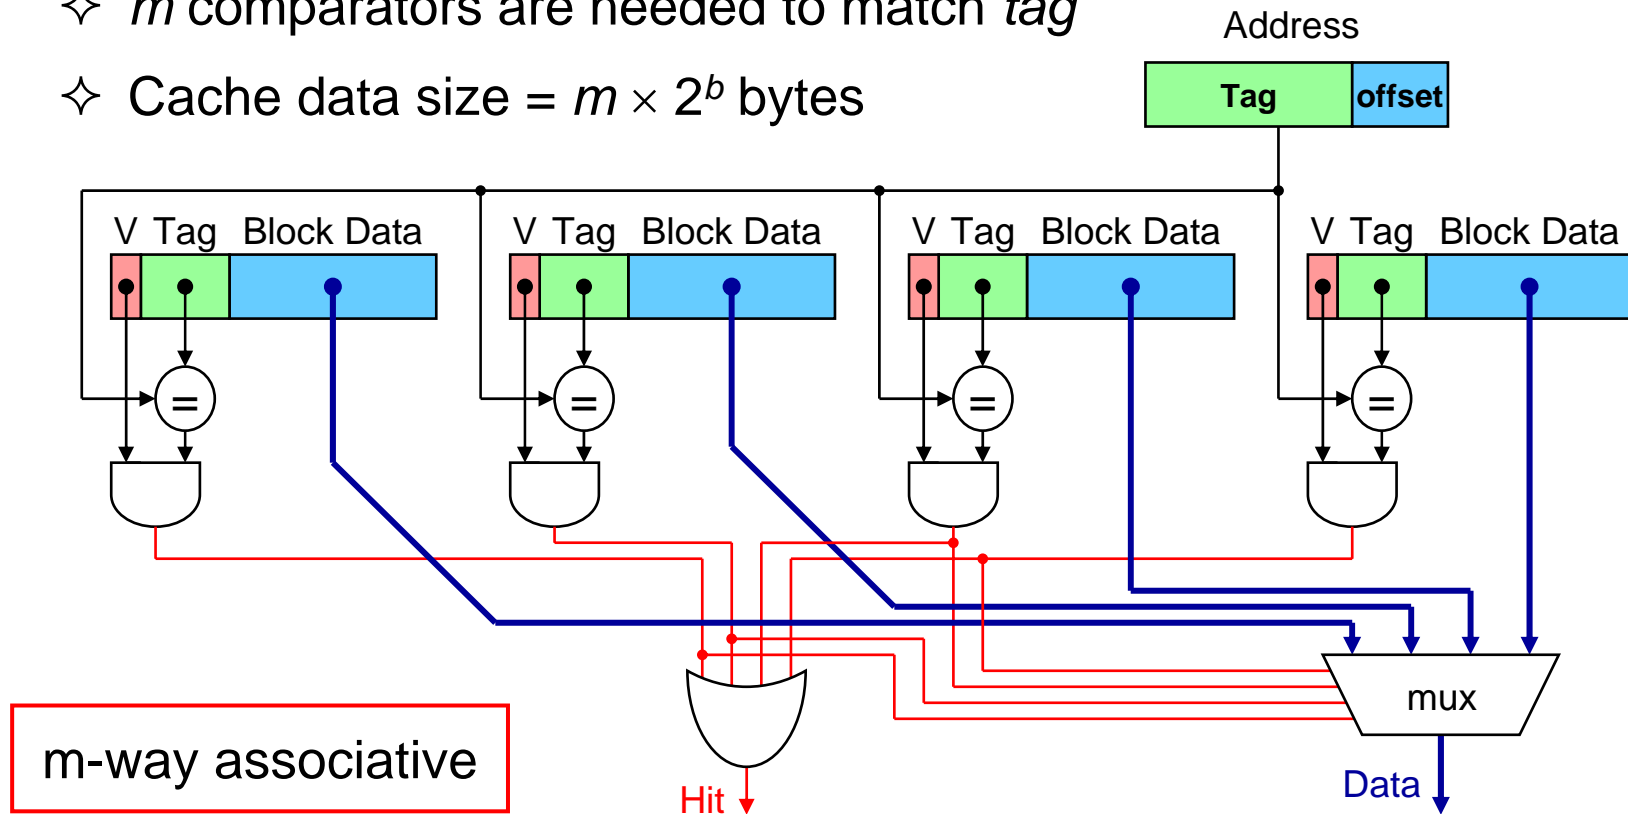 ✧ m comparators are needed to match tag
Address
✧ Cache data size = m × 2ᵇ bytes
Tag offset
V Tag Block Data V Tag Block Data V Tag Block Data V Tag Block Data
= = = =
mux
m-way associative
Hit
Data